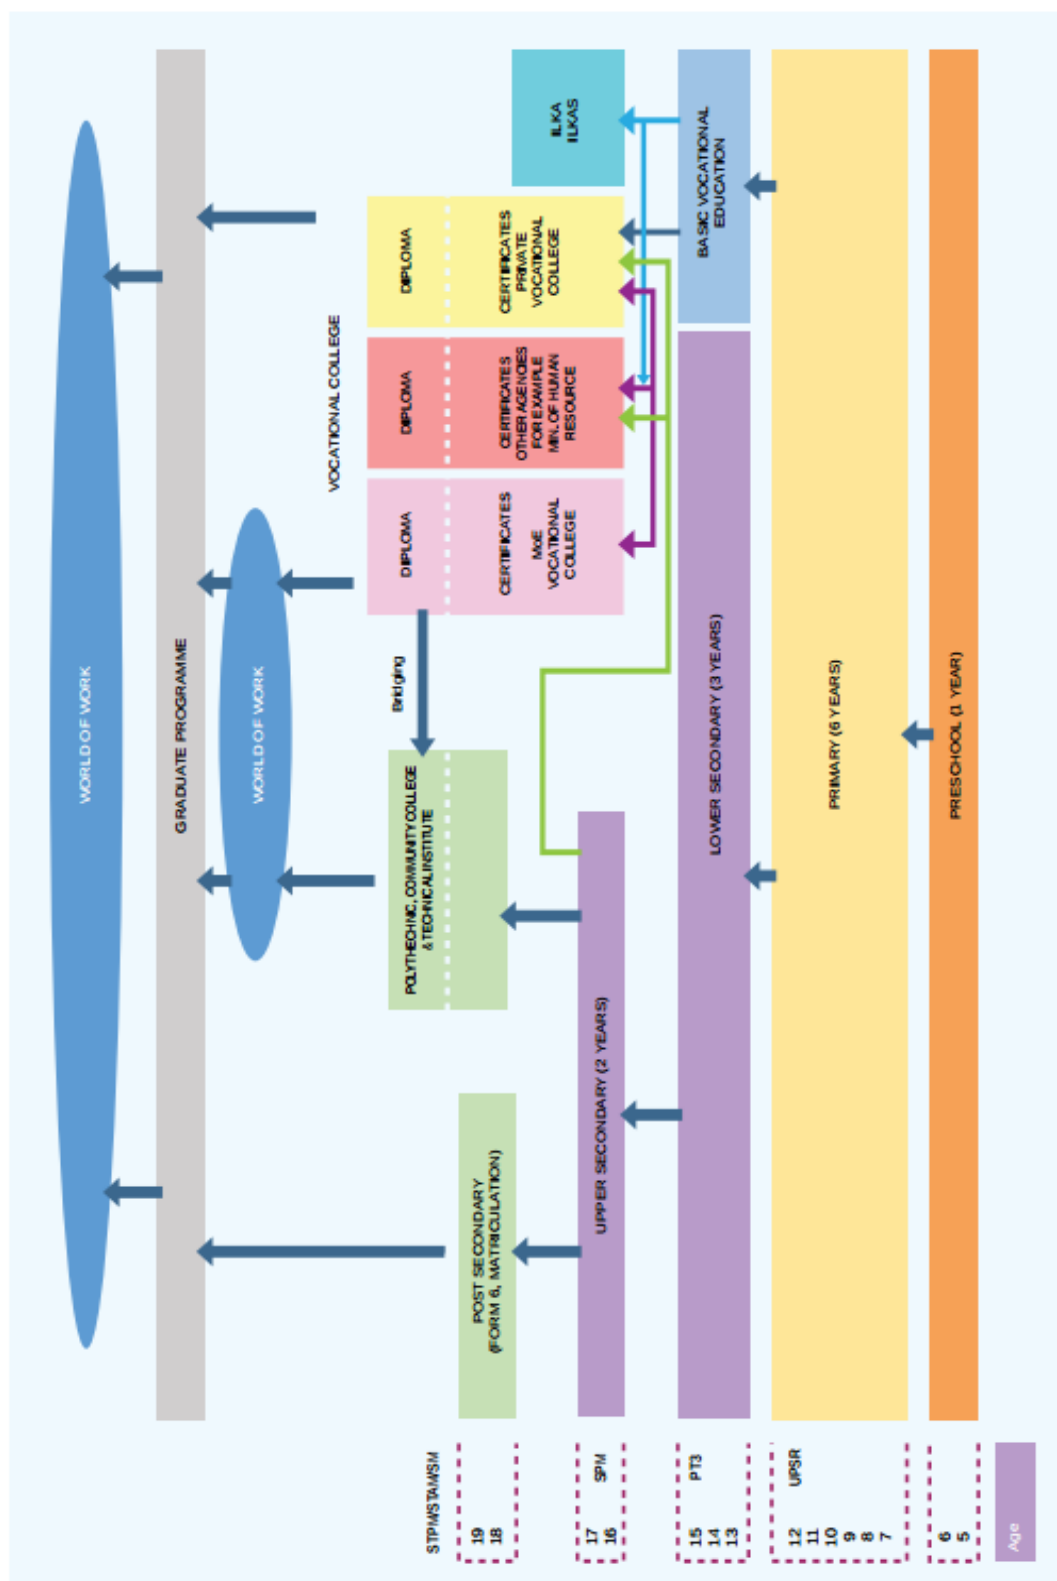 WORLD OF WORK
GRADUATE PROGRAMME
WORLD OF WORK
VOCATIONAL COLLEGE
Bridging
POLYTHECHNIC, COMMUNITY COLLEGE
& TECHNICAL INSTITUTE
DIPLOMA
CERTIFICATES
MoE
VOCATIONAL
COLLEGE
DIPLOMA
CERTIFICATES
OTHER AGENCIES
FOR EXAMPLE
MIN. OF HUMAN
RESOURCE
DIPLOMA
CERTIFICATES
PRIVATE
VOCATIONAL
COLLEGE
ILKA
ILKAS
STPM/STAM/SM
19
18
POST SECONDARY
(FORM 6, MATRICULATION)
17
16
SPM
UPPER SECONDARY (2 YEARS)
15
14
13
PT3
LOWER SECONDARY (3 YEARS)
BASIC VOCATIONAL
EDUCATION
12
11
10
9
8
7
UPSR
PRIMARY (6 YEARS)
6
5
PRESCHOOL (1 YEAR)
Age